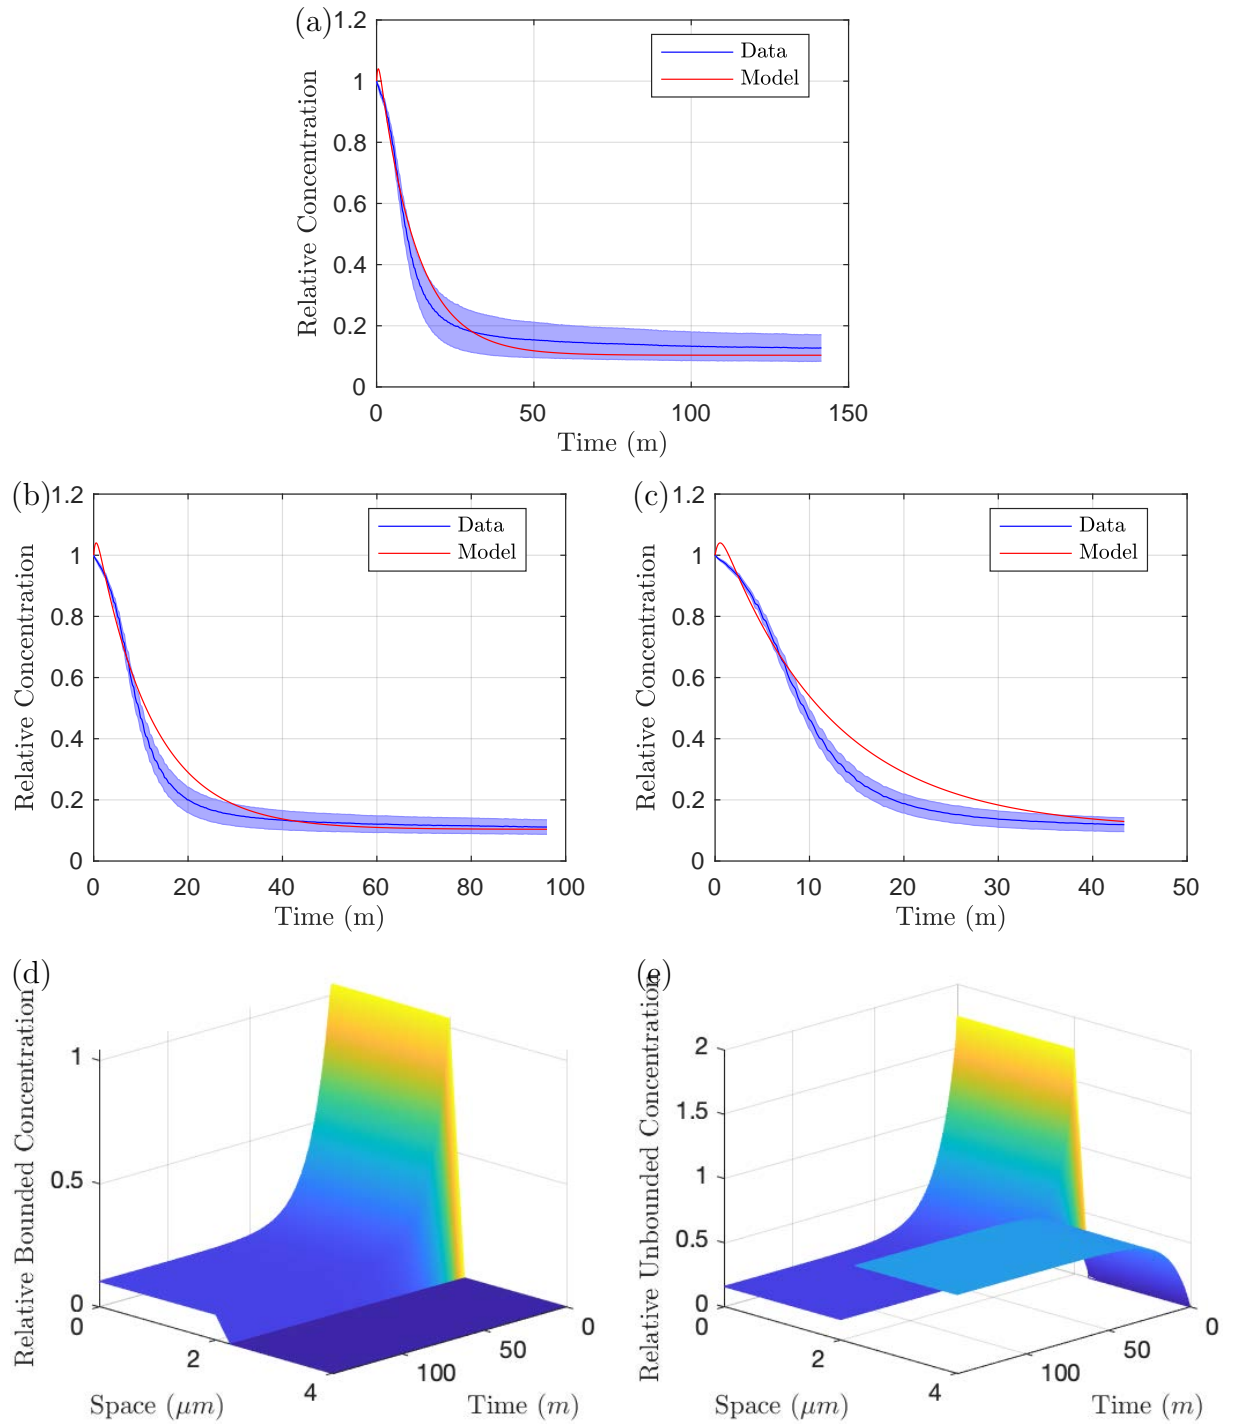 (a)
1.2
1
0.8
0.6
0.4
0.2
0
Relative Concentration
Data
Model
0 50 100 150
Time (m)
(b)
1.2
1
0.8
0.6
0.4
0.2
0
Relative Concentration
Data
Model
0 20 40 60 80 100
Time (m)
(c)
1.2
1
0.8
0.6
0.4
0.2
0
Relative Concentration
Data
Model
0 10 20 30 40 50
Time (m)
(d)
Relative Bounded Concentration
1
0.5
0
0
2
4
Space (μm)
100
50
0
Time (m)
(e)
Relative Unbounded Concentration
2
1.5
1
0.5
0
0
2
4
Space (μm)
100
50
0
Time (m)